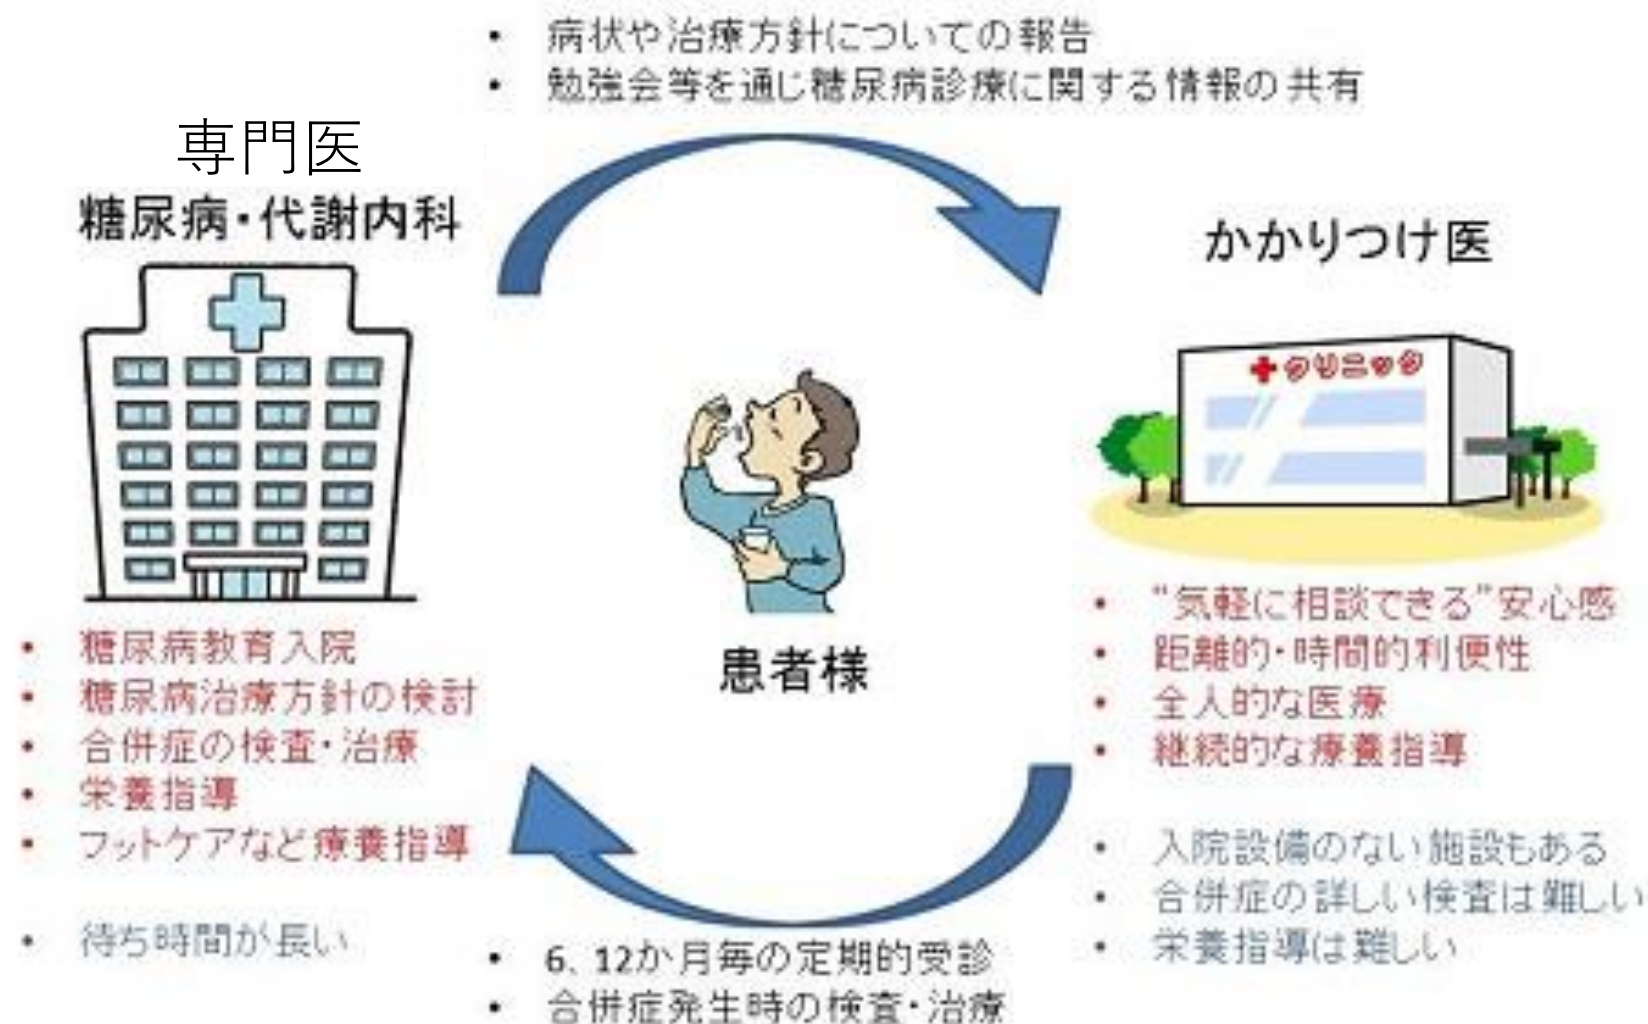 • 病状や治療方針についての報告
• 勉強会等を通じ糖尿病診療に関する情報の共有
専門医
糖尿病・代謝内科
かかりつけ医
クリニック
患者様
• 糖尿病教育入院
• 糖尿病治療方針の検討
• 合併症の検査・治療
• 栄養指導
• フットケアなど療養指導
• 待ち時間が長い
• “気軽に相談できる”安心感
• 距離的・時間的利便性
• 全人的な医療
• 継続的な療養指導
• 入院設備のない施設もある
• 合併症の詳しい検査は難しい
• 栄養指導は難しい
• 6、12か月毎の定期的受診
• 合併症発生時の検査・治療